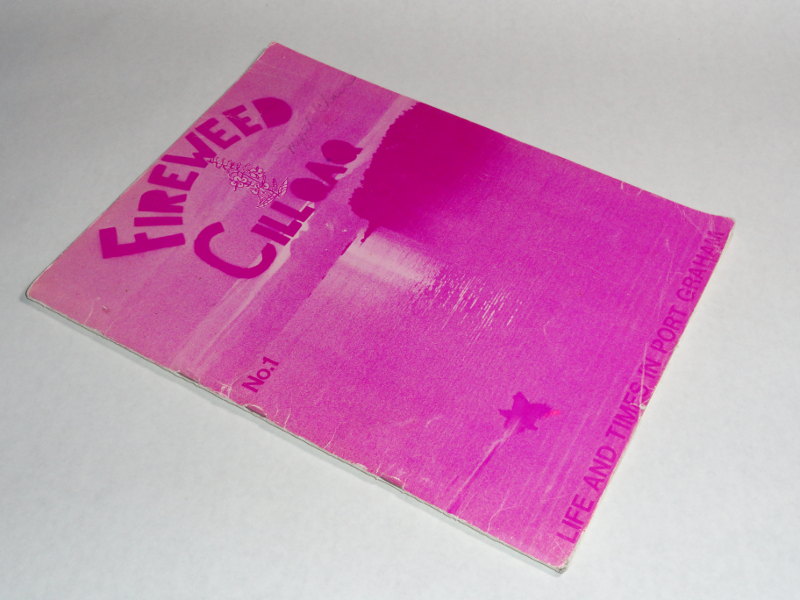 FIREWEED
CILLQAQ
No.1
LIFE AND TIMES IN PORT GRAHAM